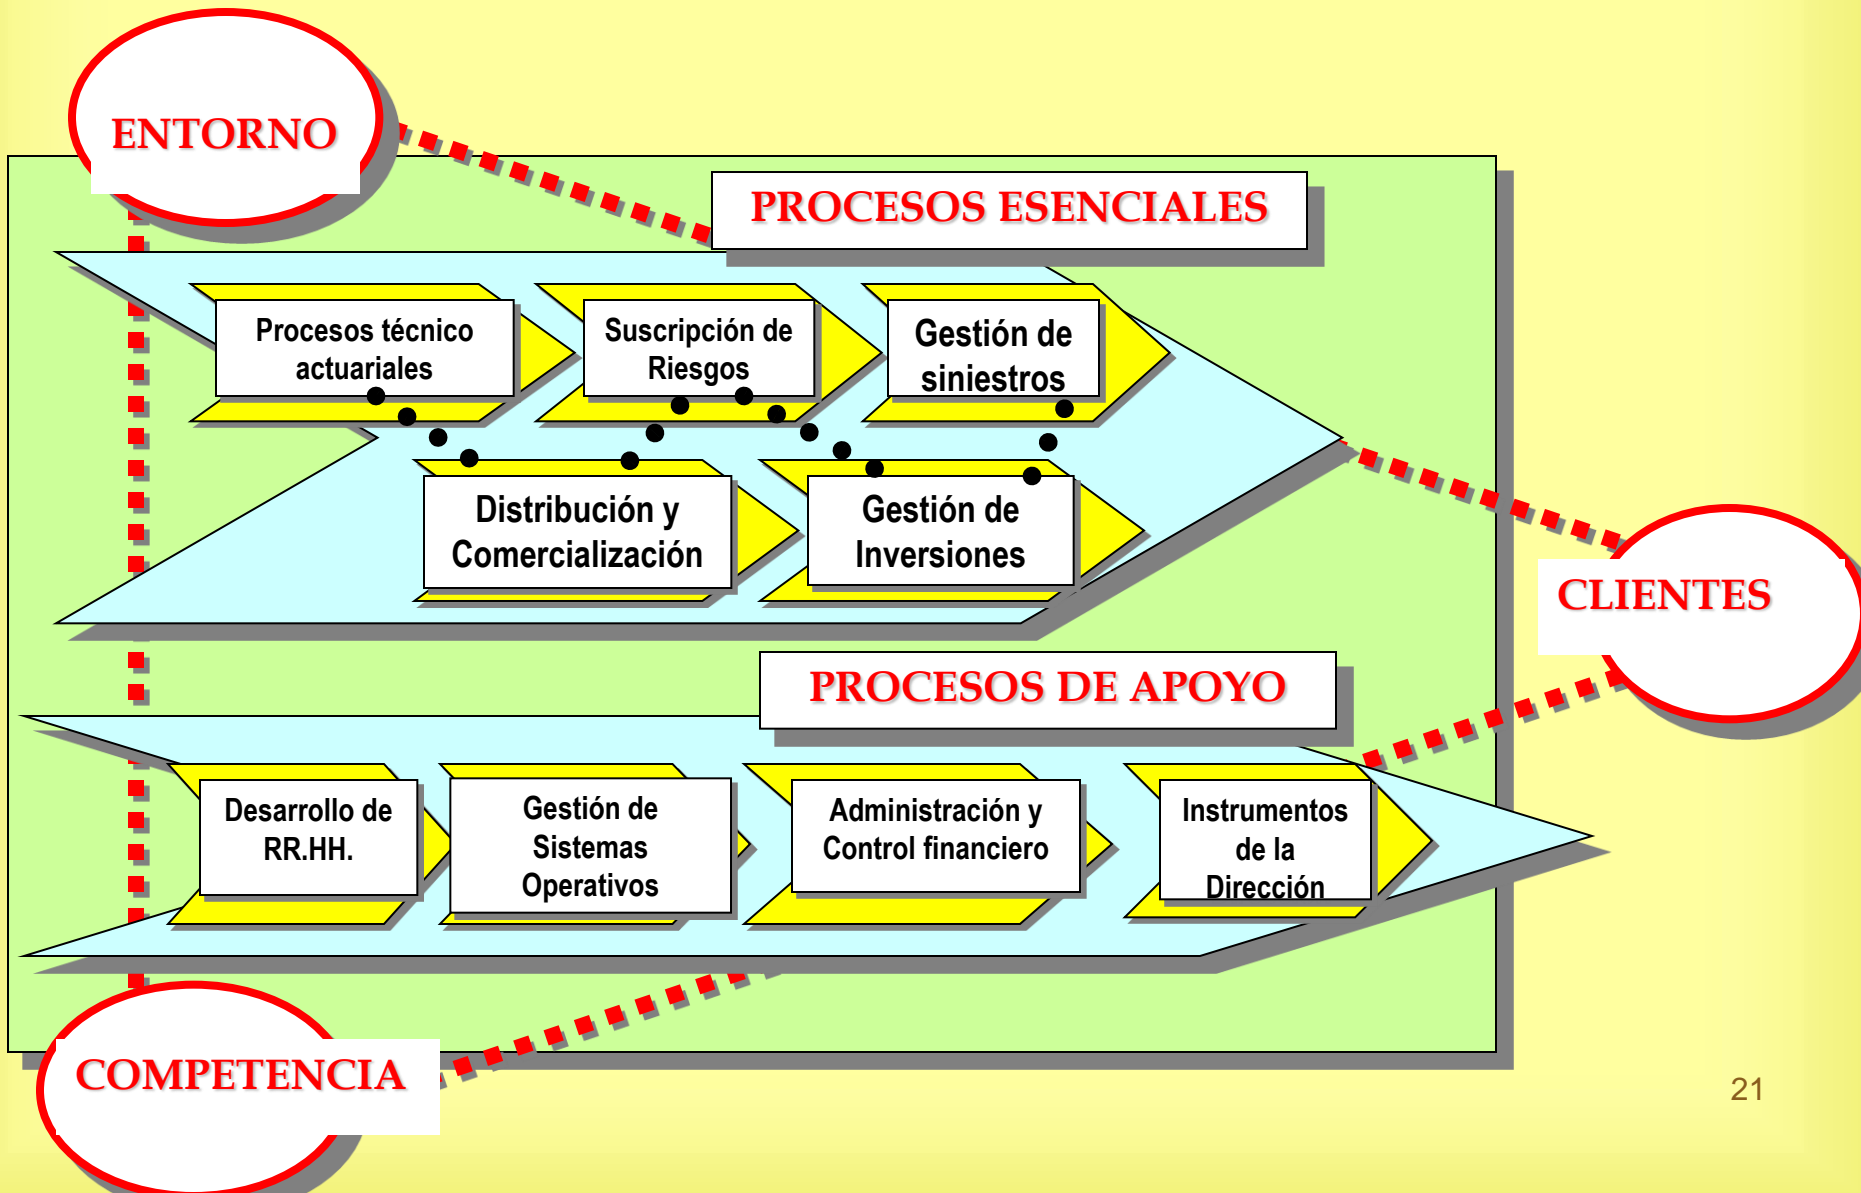 ENTORNO
PROCESOS ESENCIALES
Procesos técnico
actuariales
Suscripción de
Riesgos
Gestión de
siniestros
Distribución y
Comercialización
Gestión de
Inversiones
CLIENTES
PROCESOS DE APOYO
Desarrollo de
RR.HH.
Gestión de
Sistemas
Operativos
Administración y
Control financiero
Instrumentos
de la
Dirección
COMPETENCIA
21